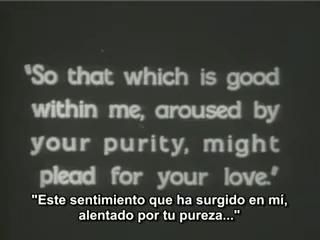 "So that which is good
within me, aroused by
your purity, might
plead for your love."
"Este sentimiento que ha surgido en mí,
alentado por tu pureza..."